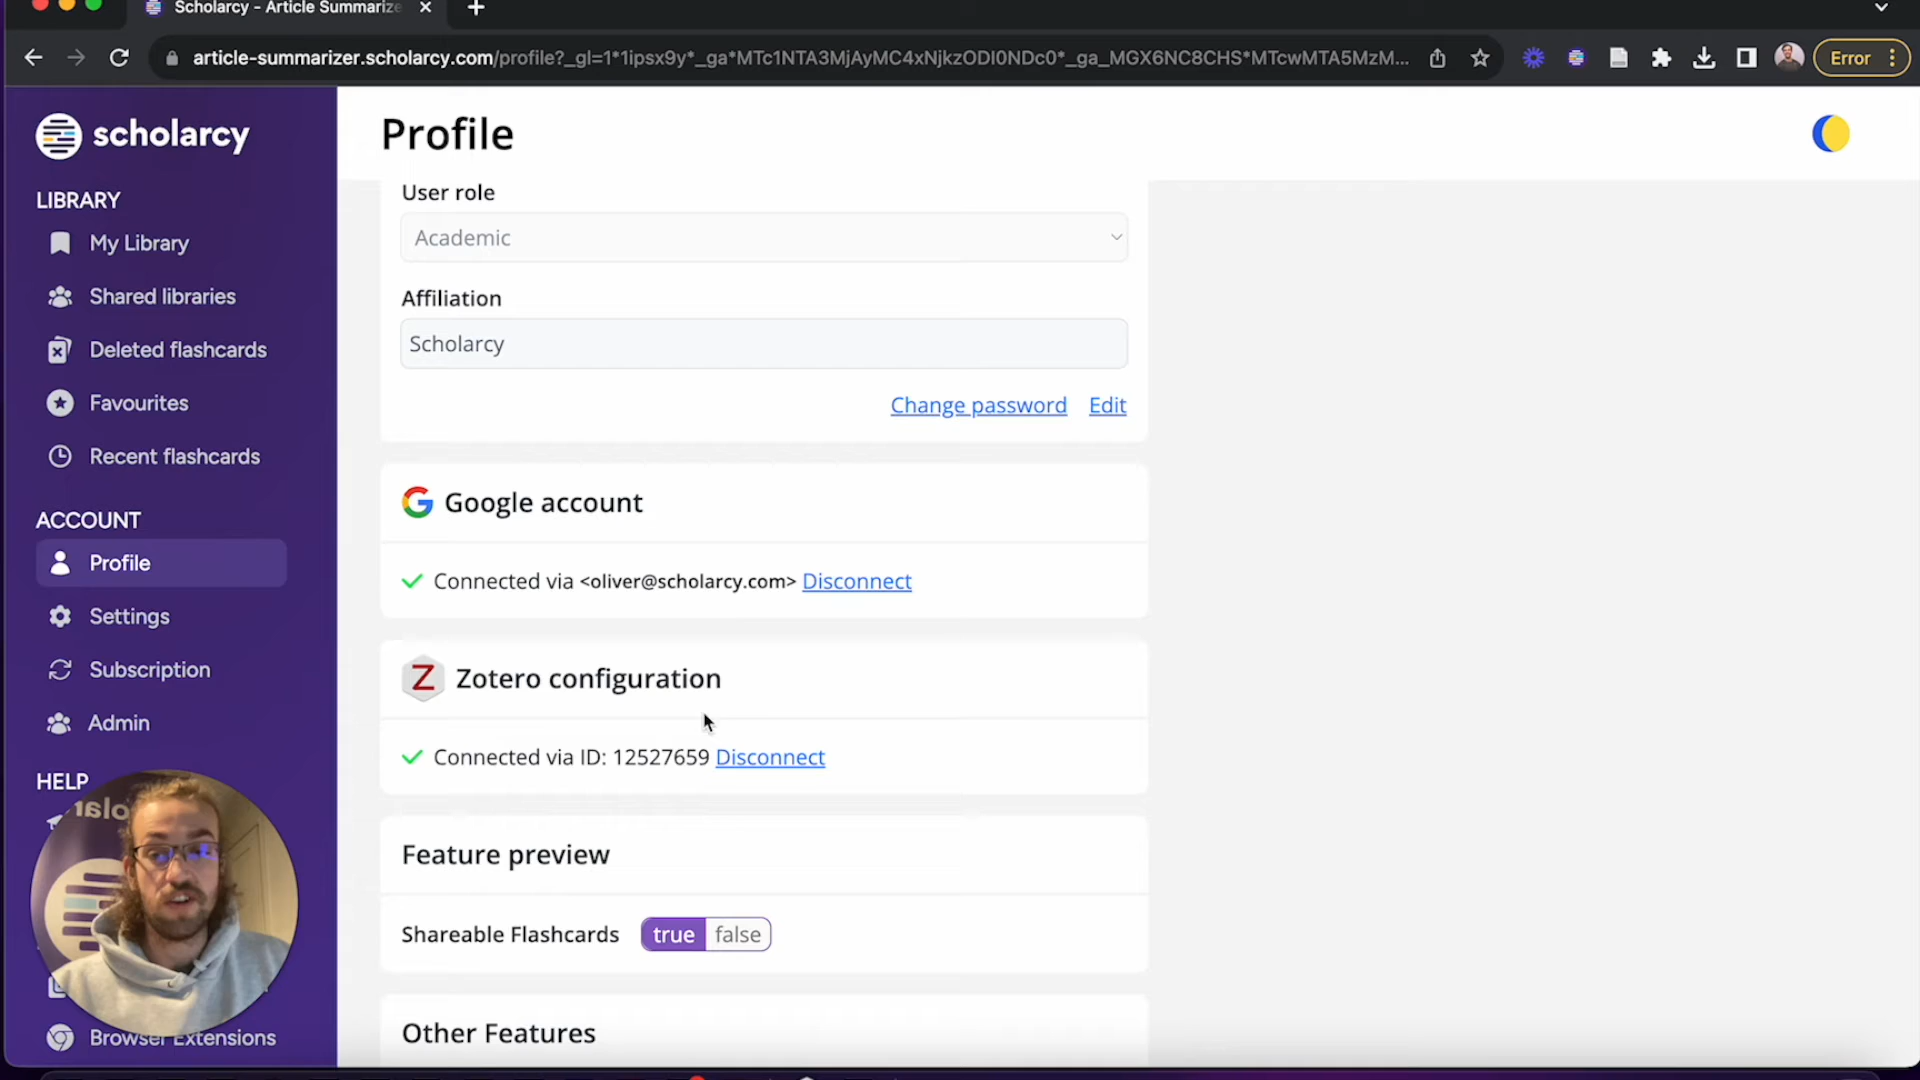 Scholarcy - Article Summarize
article-summarizer.scholarcy.com/profile?_gl=1*1ipsx9y*_ga*MTc1NTA3MjAyMC4xNjkzODI0NDc0*_ga_MGX6NC8CHS*MTcwMTA5MzM...
Error
scholarcy
LIBRARY
My Library
Shared libraries
Deleted flashcards
Favourites
Recent flashcards
ACCOUNT
Profile
Settings
Subscription
Admin
HELP
Browser Extensions
Profile
User role
Academic
Affiliation
Scholarcy
Change password Edit
Google account
Connected via <oliver@scholarcy.com> Disconnect
Z Zotero configuration
Connected via ID: 12527659 Disconnect
Feature preview
Shareable Flashcards true false
Other Features